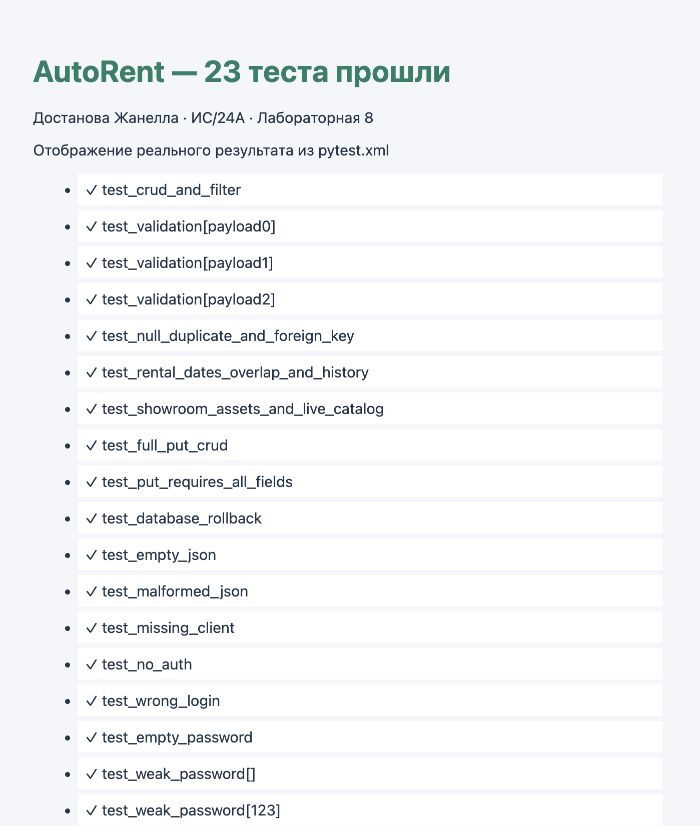 AutoRent — 23 теста прошли
Достанова Жанелла · ИС/24А · Лабораторная 8
Отображение реального результата из pytest.xml
• ✓ test_crud_and_filter
• ✓ test_validation[payload0]
• ✓ test_validation[payload1]
• ✓ test_validation[payload2]
• ✓ test_null_duplicate_and_foreign_key
• ✓ test_rental_dates_overlap_and_history
• ✓ test_showroom_assets_and_live_catalog
• ✓ test_full_put_crud
• ✓ test_put_requires_all_fields
• ✓ test_database_rollback
• ✓ test_empty_json
• ✓ test_malformed_json
• ✓ test_missing_client
• ✓ test_no_auth
• ✓ test_wrong_login
• ✓ test_empty_password
• ✓ test_weak_password[]
• ✓ test_weak_password[123]